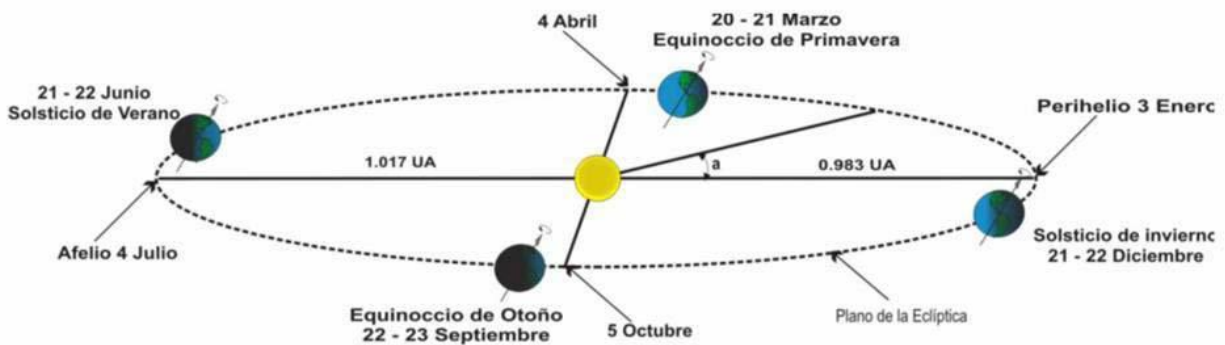 4 Abril
20 - 21 Marzo
Equinoccio de Primavera
21 - 22 Junio
Solsticio de Verano
Perihelio 3 Enero
1.017 UA
a
0.983 UA
Afelio 4 Julio
Solsticio de invierno
21 - 22 Diciembre
Equinoccio de Otoño
22 - 23 Septiembre
5 Octubre
Plano de la Eclíptica